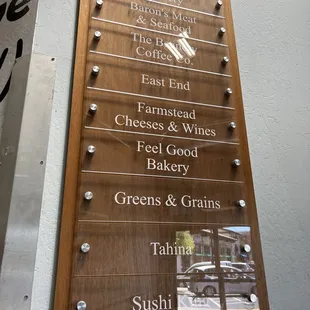 Baron's Meat
& Seafood
The
Coffee Co.
East End
Farmstead
Cheeses & Wines
Feel Good
Bakery
Greens & Grains
Tahina
Sushi